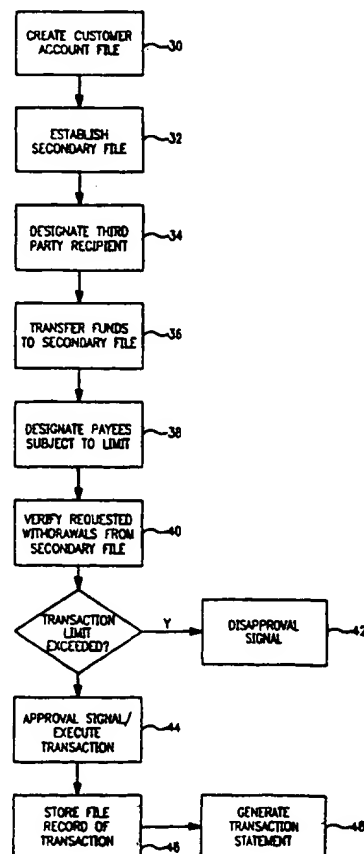 CREATE CUSTOMER
ACCOUNT FILE
30
ESTABLISH
SECONDARY FILE
32
DESIGNATE THIRD
PARTY RECIPIENT
34
TRANSFER FUNDS
TO SECONDARY FILE
36
DESIGNATE PAYEES
SUBJECT TO LIMIT
38
VERIFY REQUESTED
WITHORAWALS FROM
SECONDARY FILE
40
TRANSACTION
LIMIT
EXCEEDED?
Y
DISAPPROVAL
SIGNAL
42
APPROVAL SIGNAL/
EXECUTE
TRANSACTION
44
STORE FILE
RECORD OF
TRANSACTION
46
GENERATE
TRANSACTION
STATEMENT
48